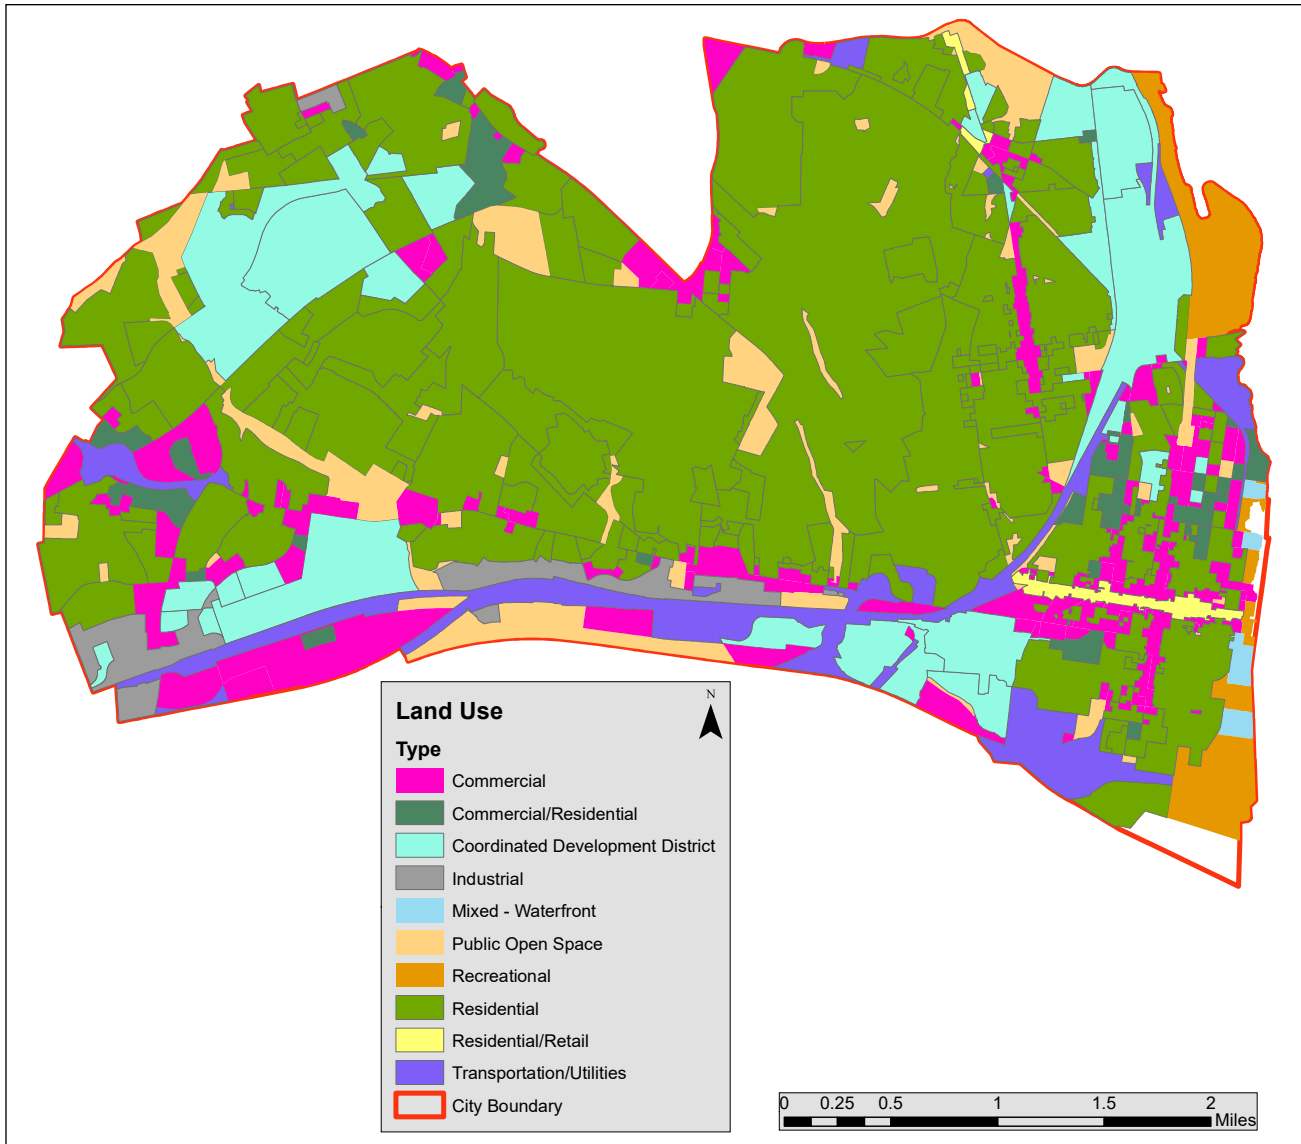 N
Land Use
Type
Commercial
Commercial/Residential
Coordinated Development District
Industrial
Mixed - Waterfront
Public Open Space
Recreational
Residential
Residential/Retail
Transportation/Utilities
City Boundary
0 0.25 0.5 1 1.5 2
Miles